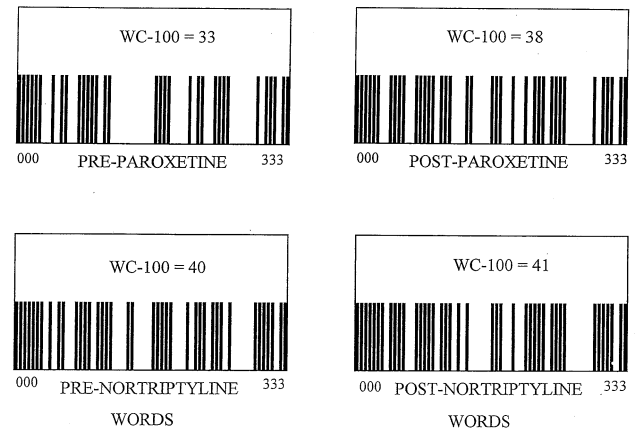 WC-100 = 33
000 PRE-PAROXETINE 333
WC-100 = 38
000 POST-PAROXETINE 333
WC-100 = 40
000 PRE-NORTRIPTYLINE 333
WORDS
WC-100 = 41
000 POST-NORTRIPTYLINE 333
WORDS